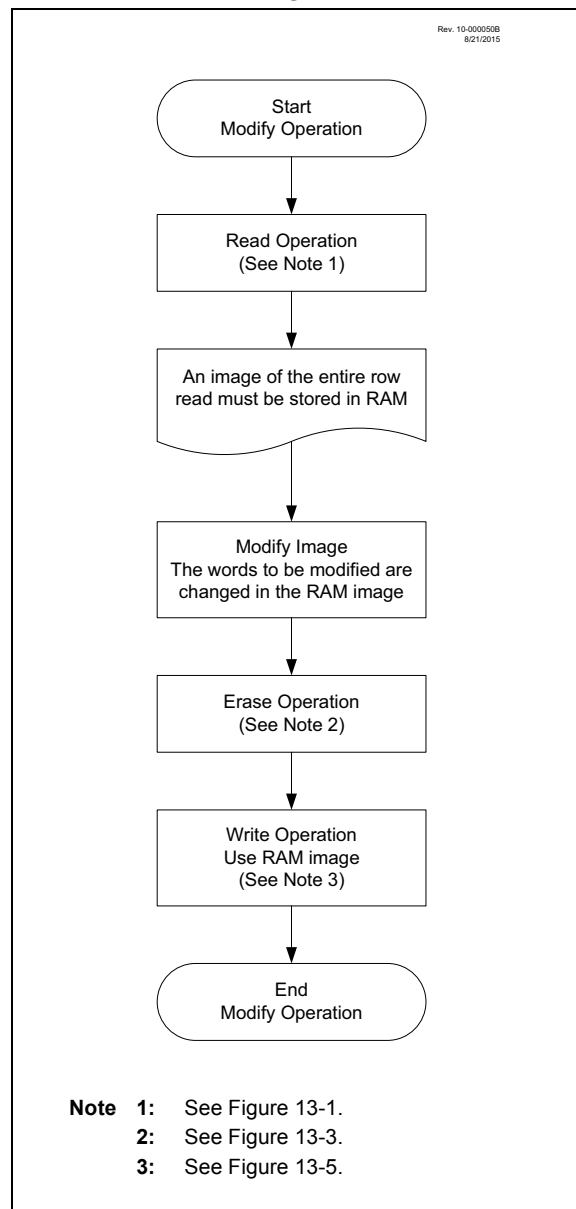 Rev. 10-000050B
8/21/2015
Start
Modify Operation
Read Operation
(See Note 1)
An image of the entire row
read must be stored in RAM
Modify Image
The words to be modified are
changed in the RAM image
Erase Operation
(See Note 2)
Write Operation
Use RAM image
(See Note 3)
End
Modify Operation
Note 1: See Figure 13-1.
2: See Figure 13-3.
3: See Figure 13-5.